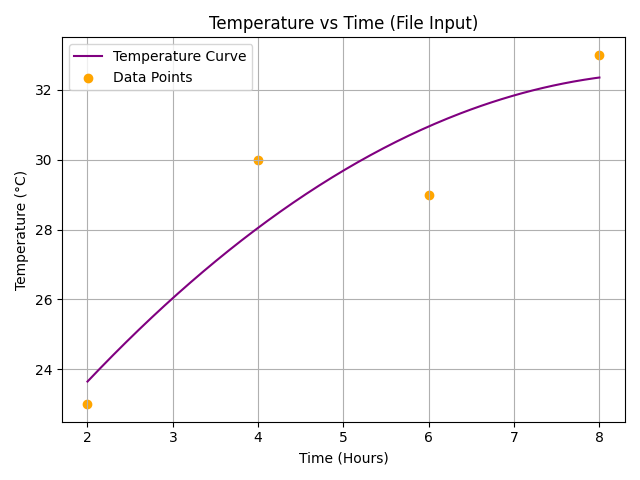 Temperature vs Time (File Input)
Temperature Curve
Data Points
Temperature (°C)
32
30
28
26
24
2 3 4 5 6 7 8
Time (Hours)